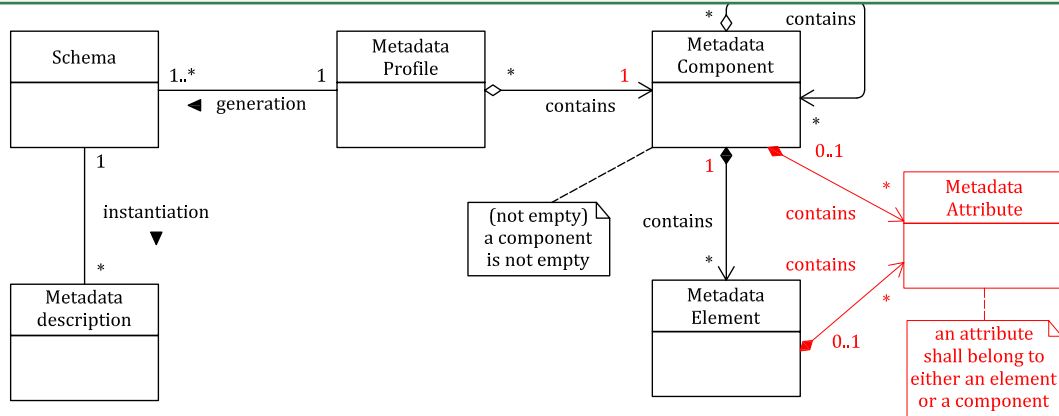 *
contains
Schema
Metadata
Profile
Metadata
Component
1..*
1
*
1
generation
contains
*
1
1
0..1
instantiation
(not empty)
a component
is not empty
contains
*
contains
Metadata
Attribute
*
*
contains
*
Metadata
description
Metadata
Element
0..1
an attribute
shall belong to
either an element
or a component